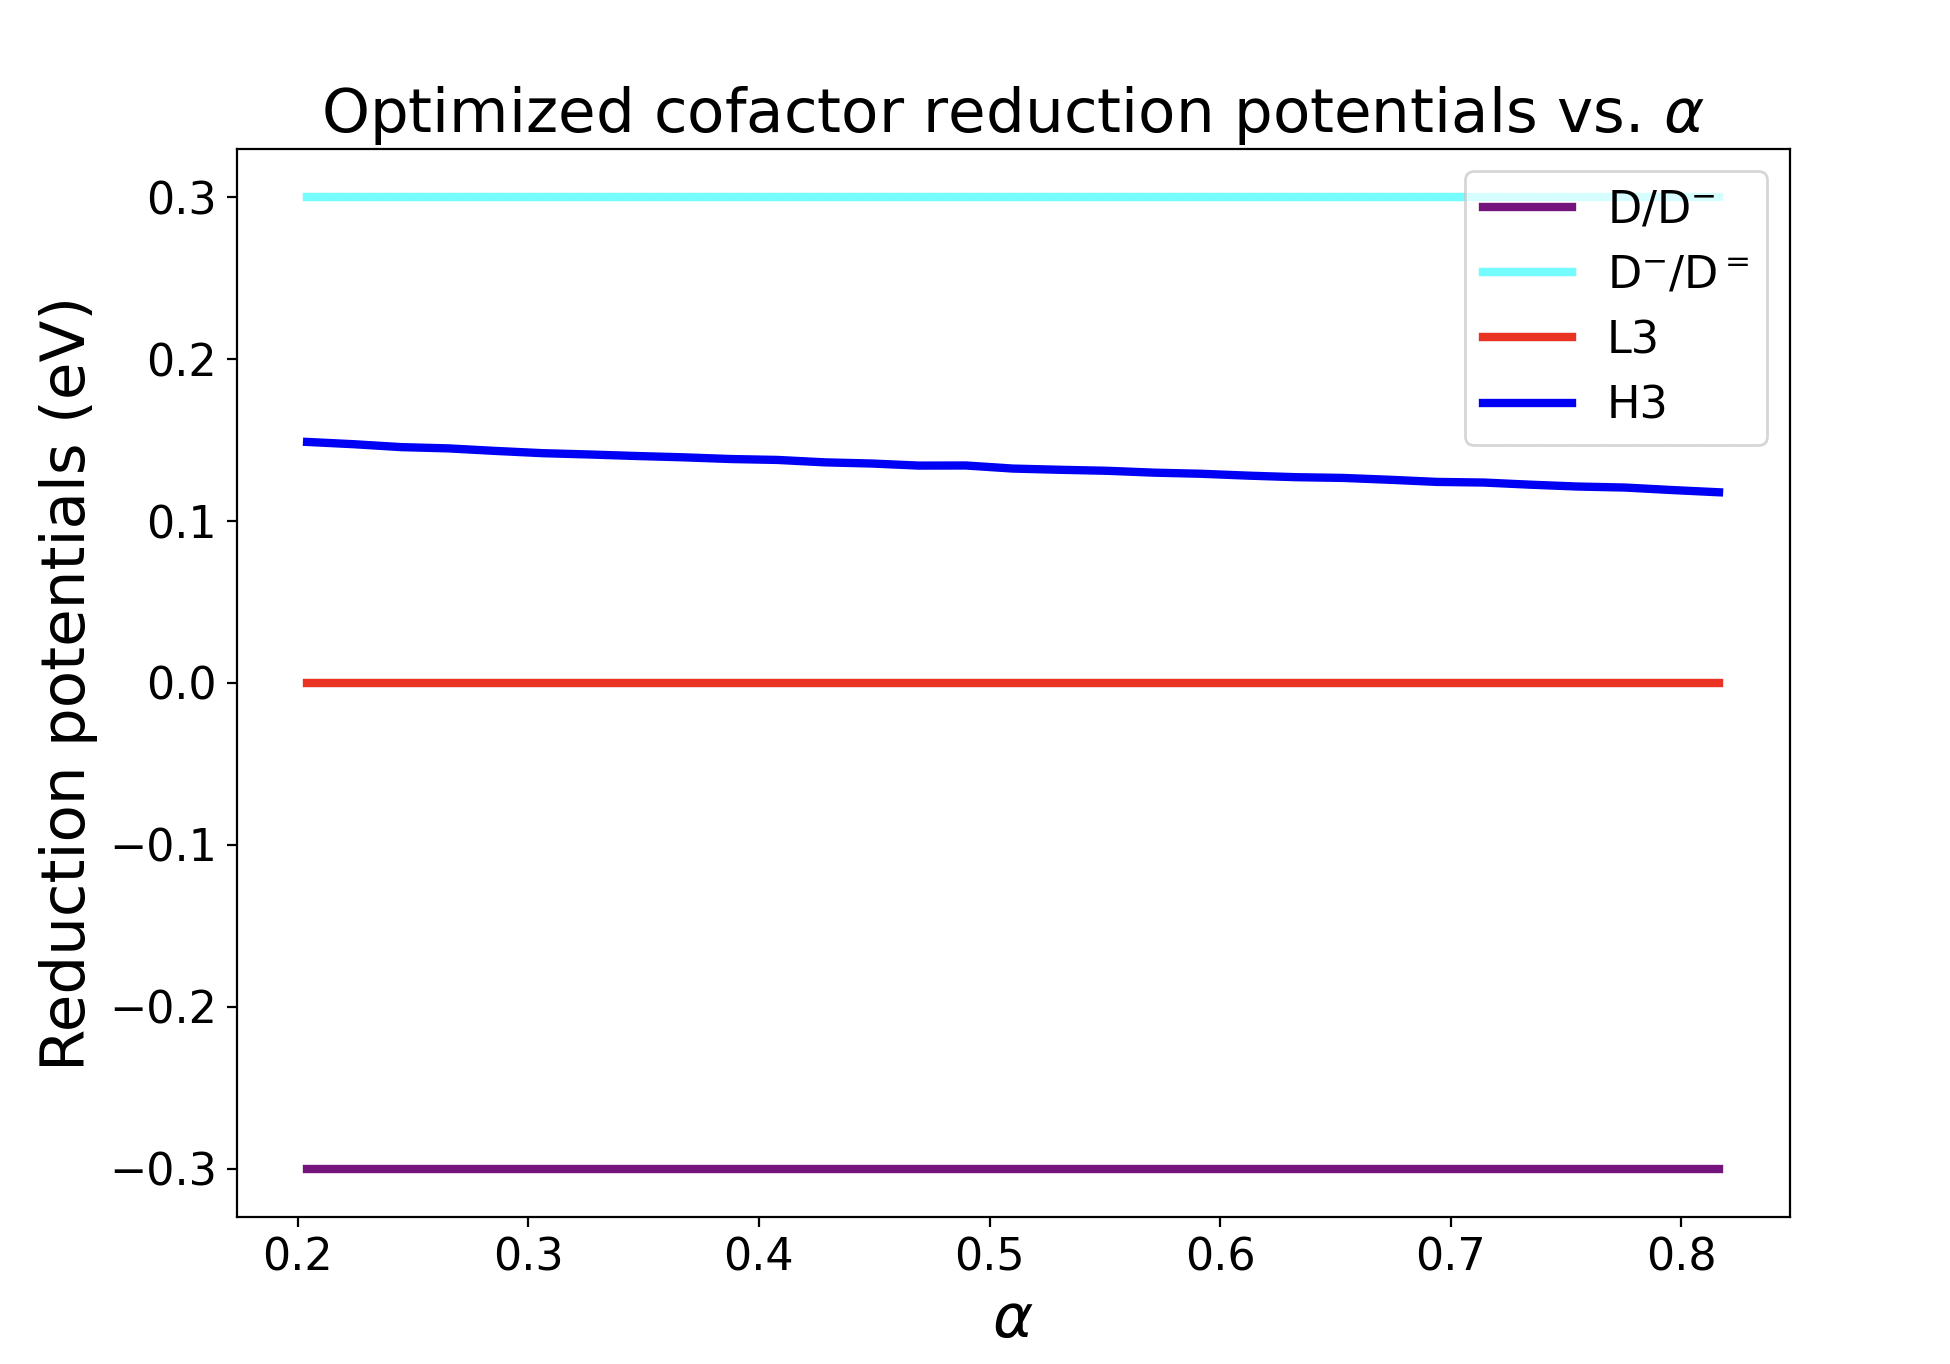 Optimized cofactor reduction potentials vs. α
Reduction potentials (eV)
0.3
0.2
0.1
0.0
−0.1
−0.2
−0.3
D/D⁻
D⁻/D⁼
L3
H3
0.2 0.3 0.4 0.5 0.6 0.7 0.8
α